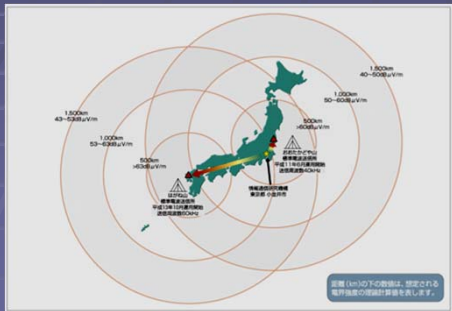 1,500km
40~50dBμV/m
1,000km
50~60dBμV/m
500km
>60dBμV/m
おおたかどや山
標準電波送信所
平成11年6月運用開始
送信周波数40kHz
1,500km
43~53dBμV/m
1,000km
53~63dBμV/m
500km
>63dBμV/m
はがね山
標準電波送信所
平成13年10月運用開始
送信周波数60kHz
情報通信研究機構
東京都 小金井市
距離(km)の下の数値は、想定される
電界強度の理論計算値を表します。